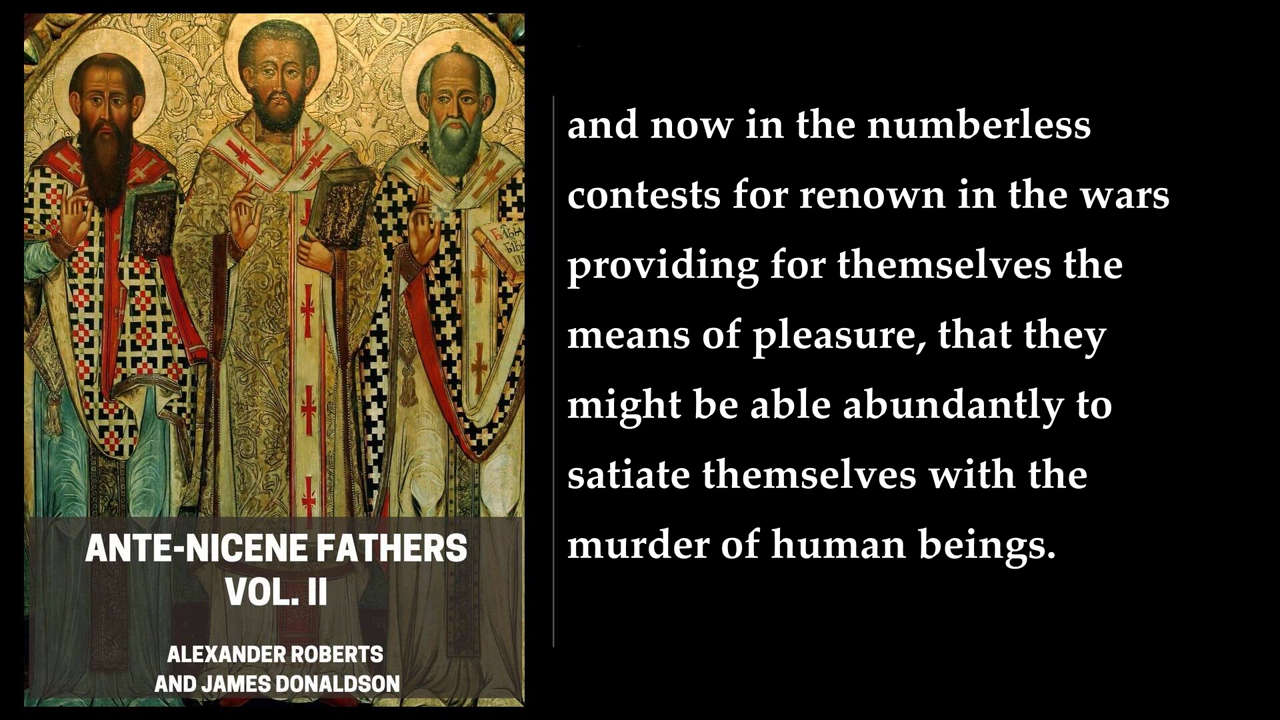 ANTE-NICENE FATHERS
VOL. II
ALEXANDER ROBERTS
AND JAMES DONALDSON
and now in the numberless
contests for renown in the wars
providing for themselves the
means of pleasure, that they
might be able abundantly to
satiate themselves with the
murder of human beings.